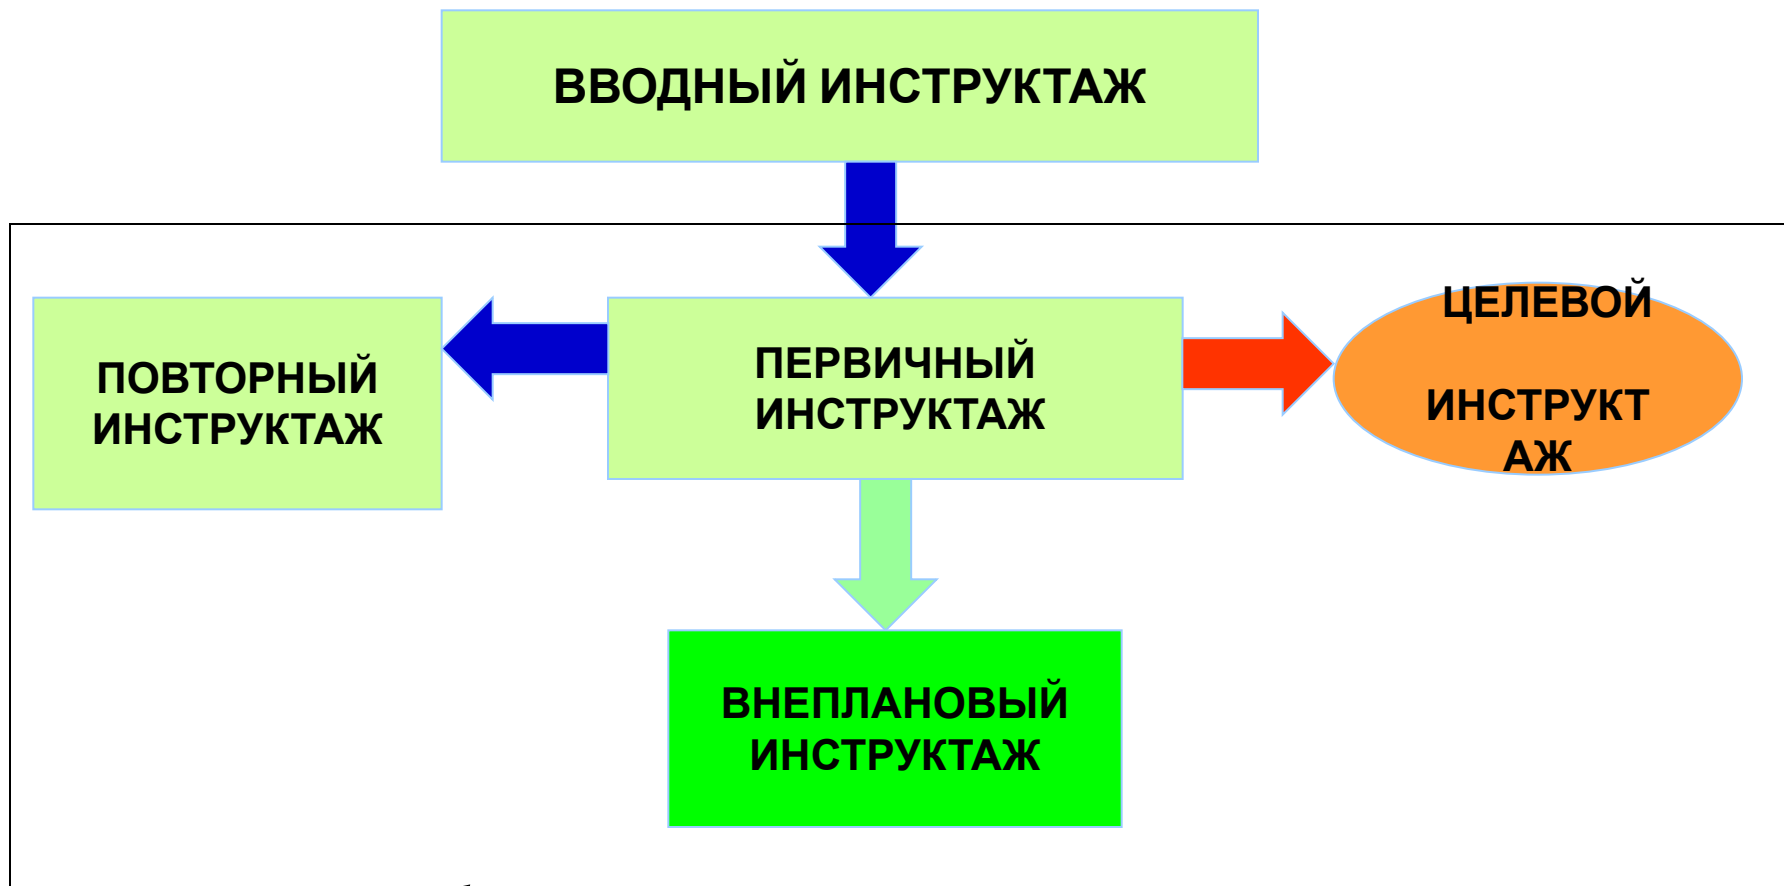 ВВОДНЫЙ ИНСТРУКТАЖ
ПОВТОРНЫЙ
ИНСТРУКТАЖ
ПЕРВИЧНЫЙ
ИНСТРУКТАЖ
ЦЕЛЕВОЙ
ИНСТРУКТ
АЖ
ВНЕПЛАНОВЫЙ
ИНСТРУКТАЖ